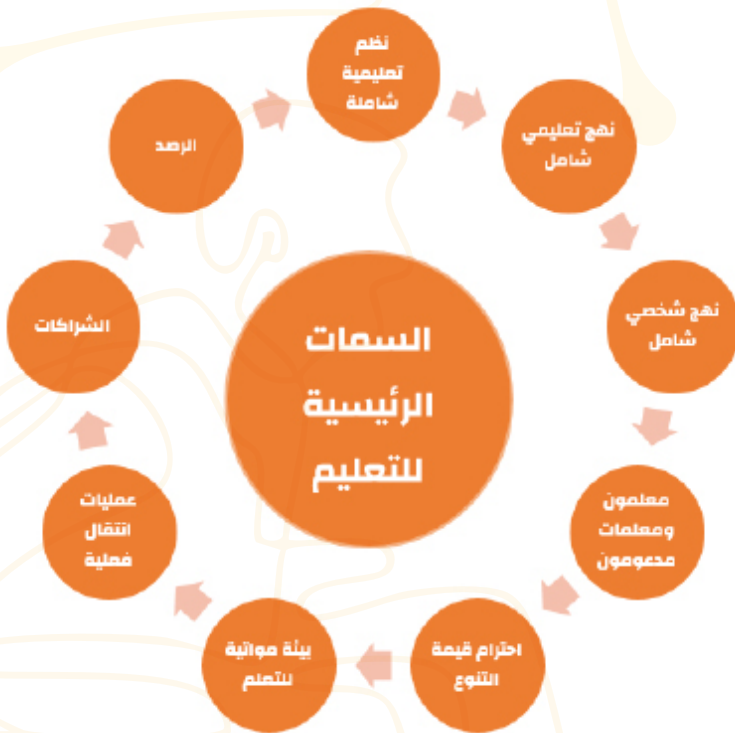 السمات
الرئيسية
للتعليم
نظم
تعليمية
شاملة
نهج تعليمي
شامل
نهج شخصي
شامل
معلمون
ومعلمات
مدعومون
احترام قيمة
التنوع
بيئة مواتية
للتعلم
عمليات
انتقال
فعلية
الشراكات
الرصد